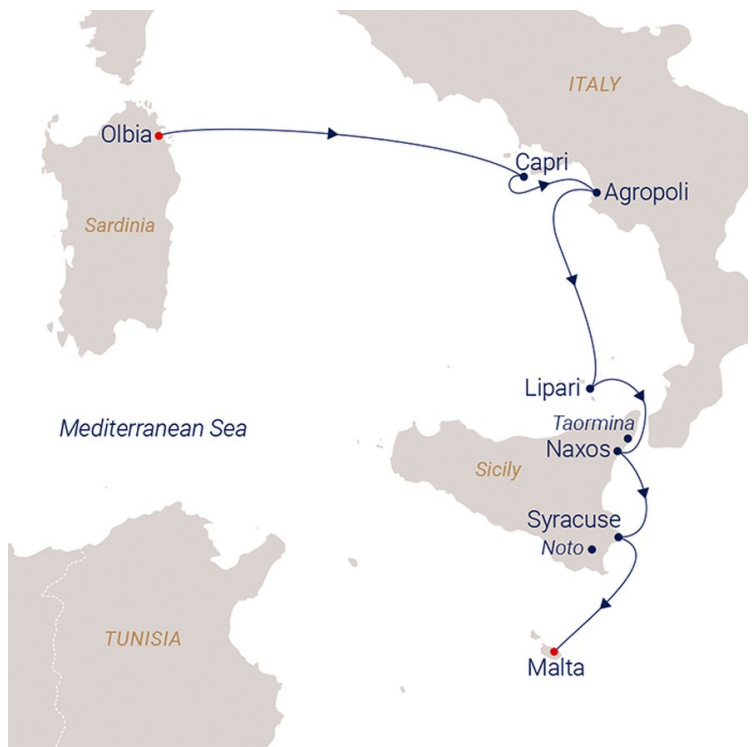 ITALY
Olbia
Capri
Agropoli
Sardinia
Lipari
Mediterranean Sea
Taormina
Naxos
Sicily
Syracuse
Noto
TUNISIA
Malta